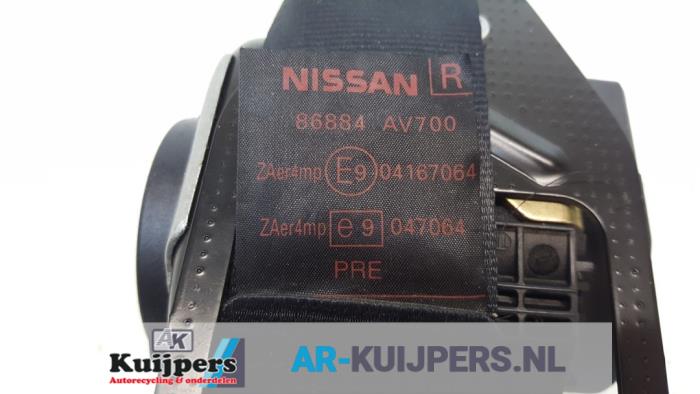 NISSAN R
86884 AV700
ZAer4mp E9 04167064
ZAer4mp e9 047064
PRE
AK
Kuijpers
Autorecycling & onderdelen
AR-KUIJPERS.NL